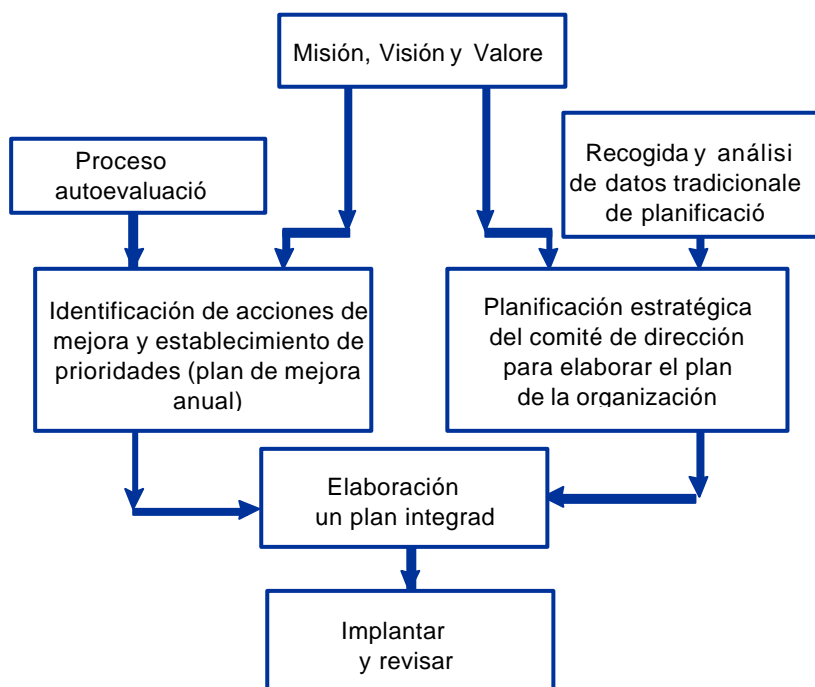 Misión, Visión y Valore
Proceso
autoevaluació
Recogida y análisi
de datos tradicionale
de planificació
Identificación de acciones de
mejora y establecimiento de
prioridades (plan de mejora
anual)
Planificación estratégica
del comité de dirección
para elaborar el plan
de la organización
Elaboración
un plan integrad
Implantar
y revisar